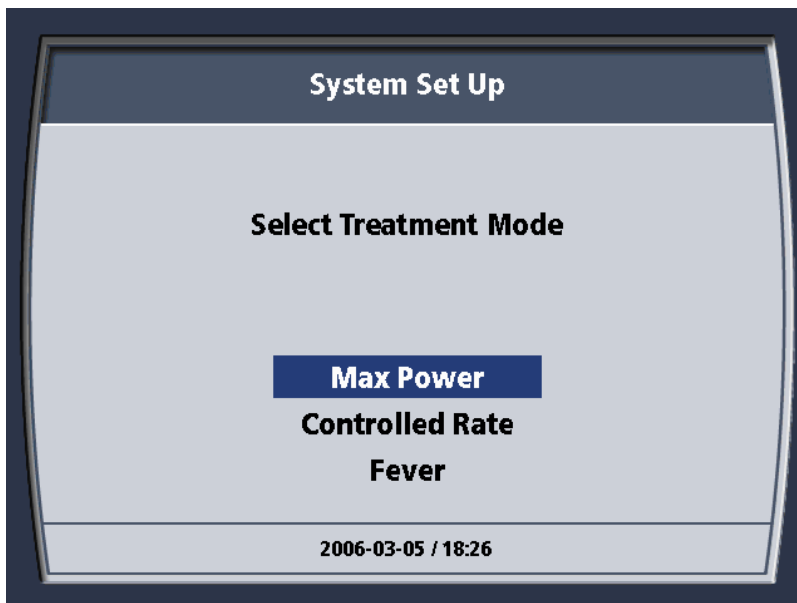 System Set Up
Select Treatment Mode
Max Power
Controlled Rate
Fever
2006-03-05 / 18:26